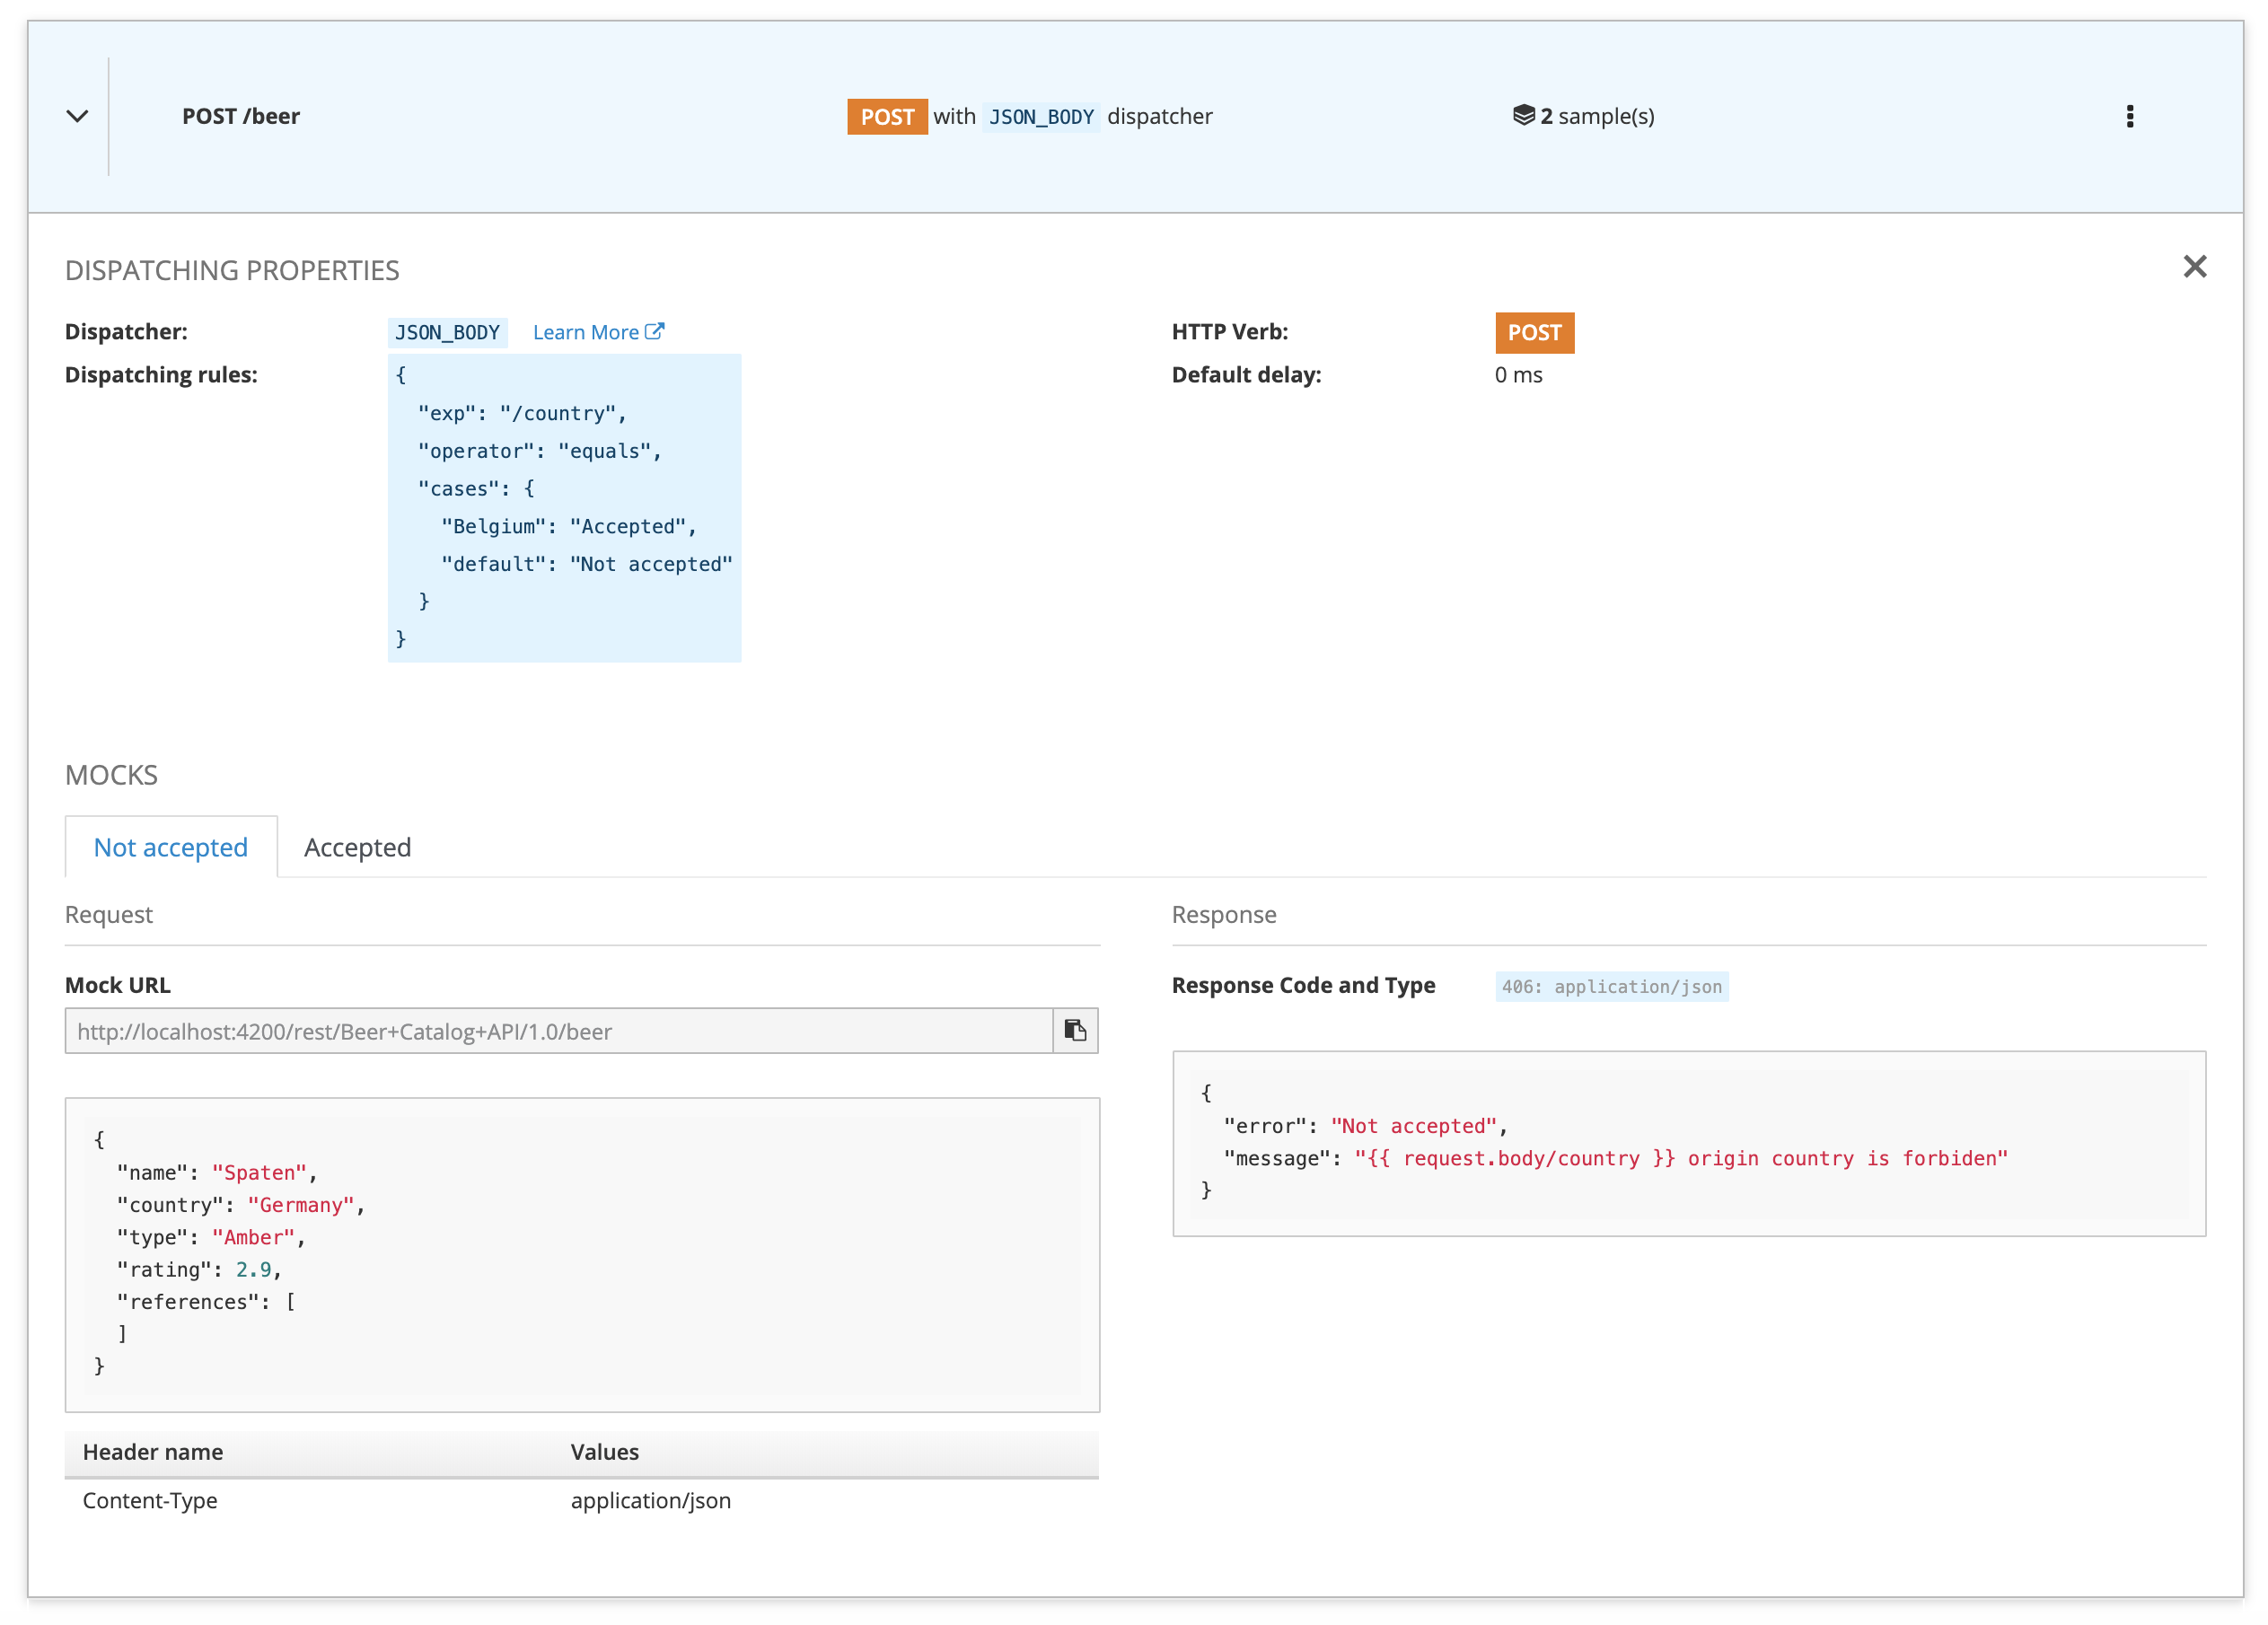 POST /beer
POST with JSON_BODY dispatcher
2 sample(s)
DISPATCHING PROPERTIES
Dispatcher:
JSON_BODY Learn More
Dispatching rules:
{
  "exp": "/country",
  "operator": "equals",
  "cases": {
    "Belgium": "Accepted",
    "default": "Not accepted"
  }
}
HTTP Verb:
POST
Default delay:
0 ms
MOCKS
Not accepted
Accepted
Request
Mock URL
http://localhost:4200/rest/Beer+Catalog+API/1.0/beer
{
  "name": "Spaten",
  "country": "Germany",
  "type": "Amber",
  "rating": 2.9,
  "references": [
  ]
}
Header name Values
Content-Type application/json
Response
Response Code and Type
406: application/json
{
  "error": "Not accepted",
  "message": "{{ request.body/country }} origin country is forbiden"
}